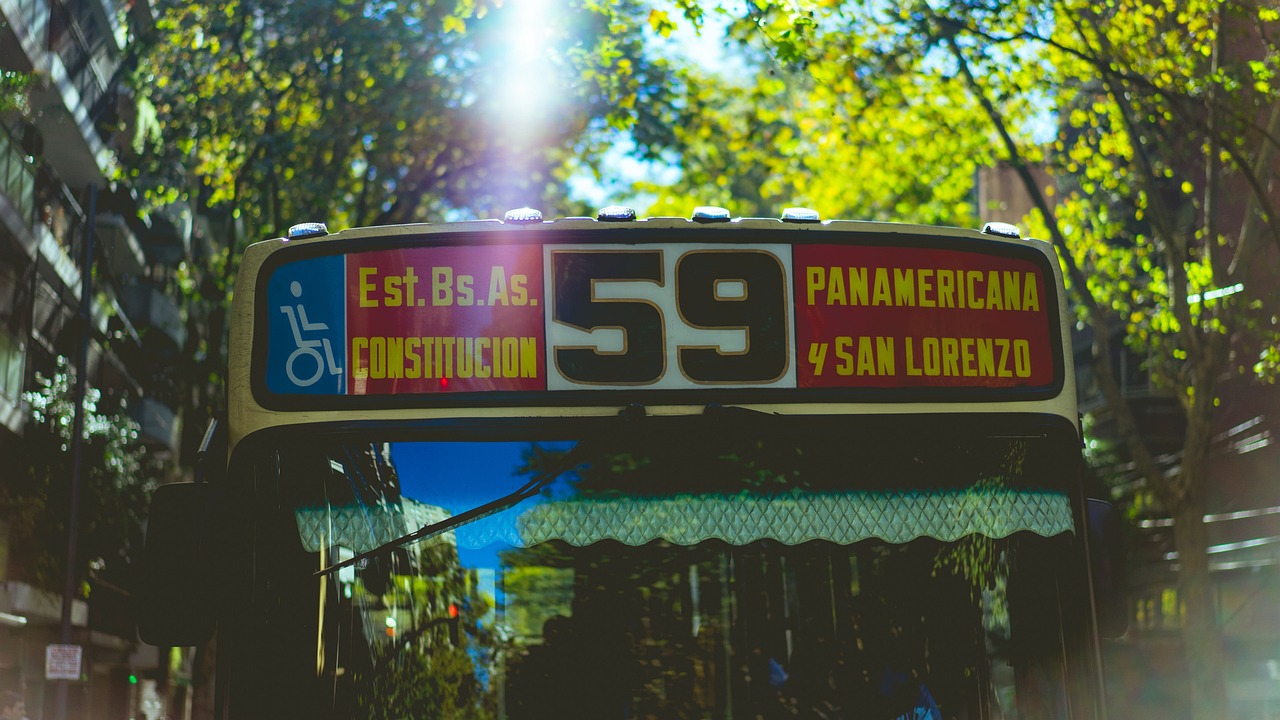 Est. Bs. As.
CONSTITUCION
59
PANAMERICANA
y SAN LORENZO